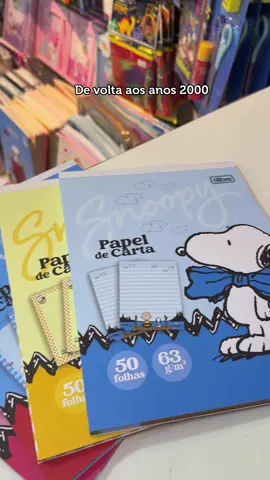 De volta aos anos 2000
tilibra
Snoopy
Papel
de Carta
50
folhas
63
g/m²
Papel
de Carta
50
folhas